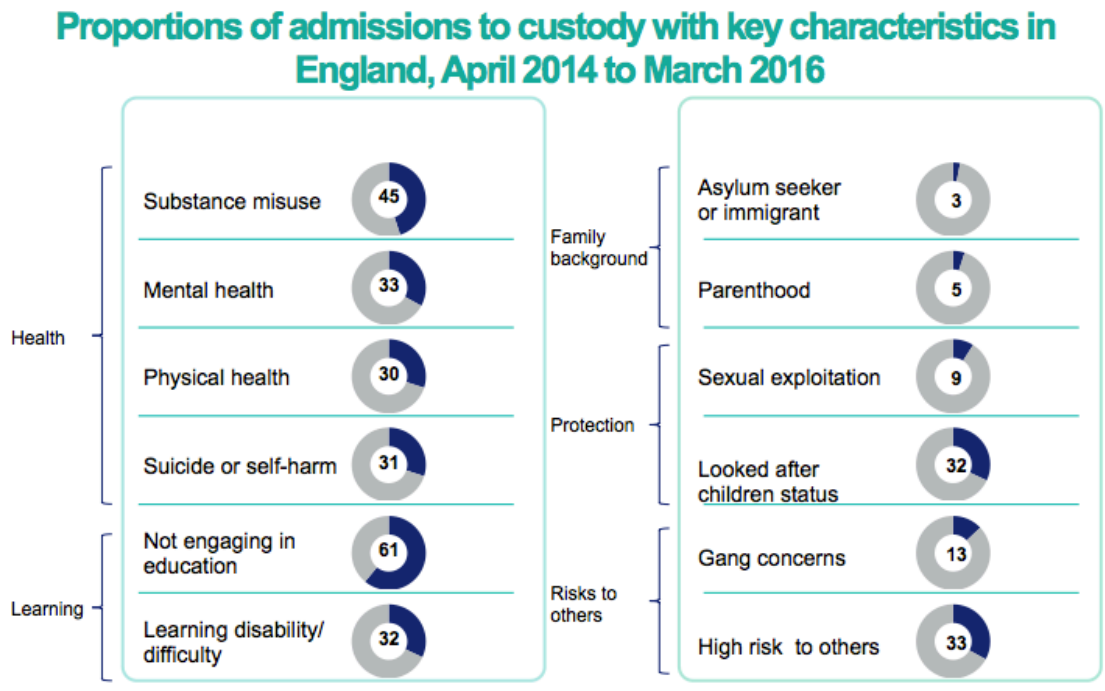 Proportions of admissions to custody with key characteristics in
England, April 2014 to March 2016
Health
Substance misuse
45
Mental health
33
Physical health
30
Suicide or self-harm
31
Learning
Not engaging in
education
61
Learning disability/
difficulty
32
Family
background
Asylum seeker
or immigrant
3
Parenthood
5
Protection
Sexual exploitation
9
Looked after
children status
32
Risks to
others
Gang concerns
13
High risk to others
33